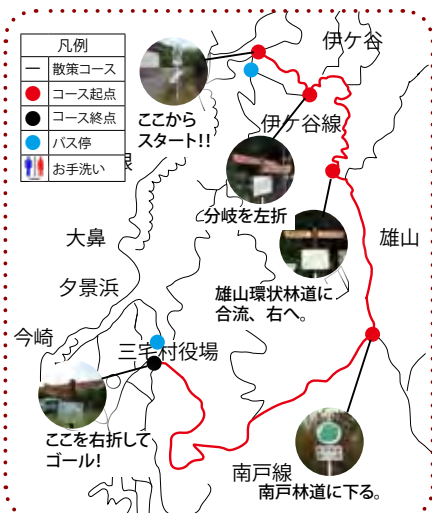 凡例
散策コース
コース起点
コース終点
バス停
お手洗い
伊ケ谷
ここから
スタート!!
伊ケ谷線
分岐を左折
大鼻
雄山
雄山環状林道に
合流、右へ。
夕景浜
今崎
三宅村役場
ここを右折して
ゴール!
南戸線
南戸林道に下る。